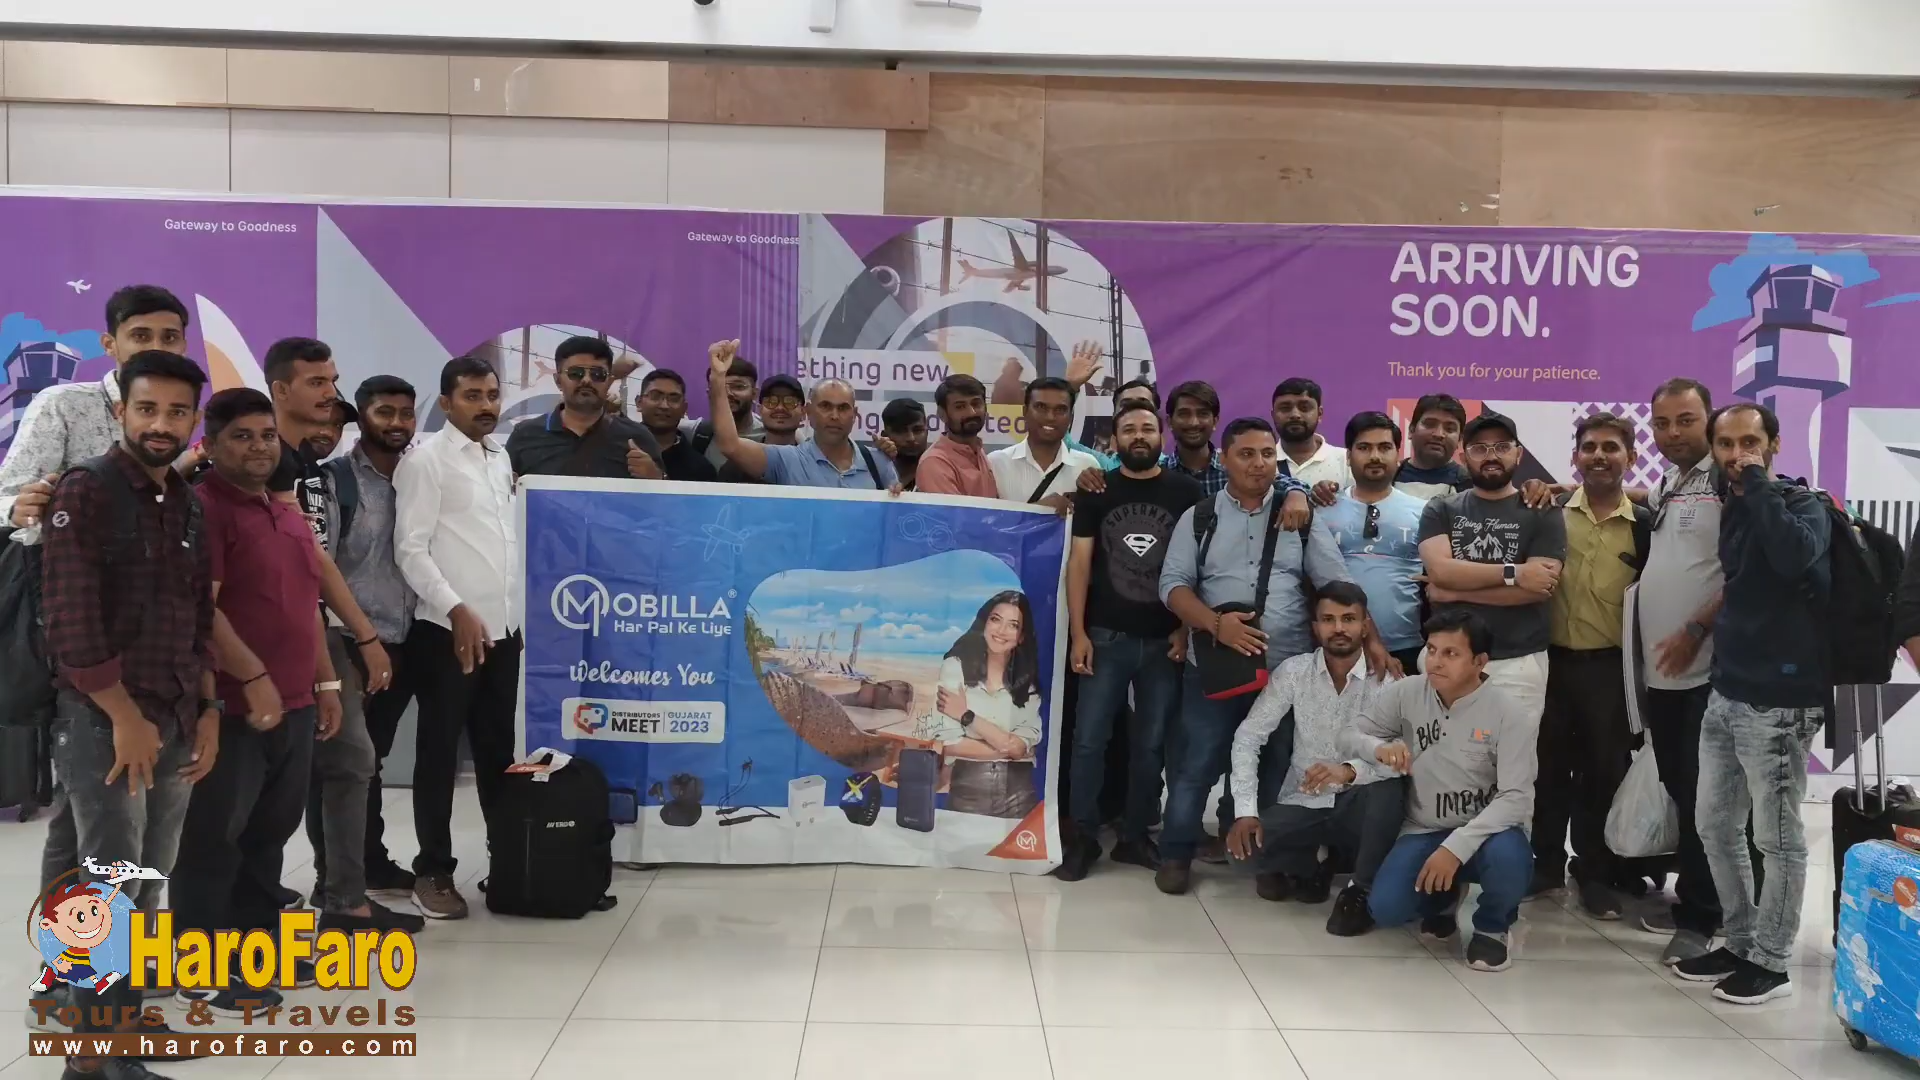 Gateway to Goodness
Gateway to Goodness
ARRIVING
SOON.
Thank you for your patience.
ething new
MOBILLA®
Har Pal Ke Liye
Welcomes You
DISTRIBUTORS
MEET
GUJARAT
2023
SUPERMAN
Being Human
BIG.
HaroFaro
Tours & Travels
www.harofaro.com